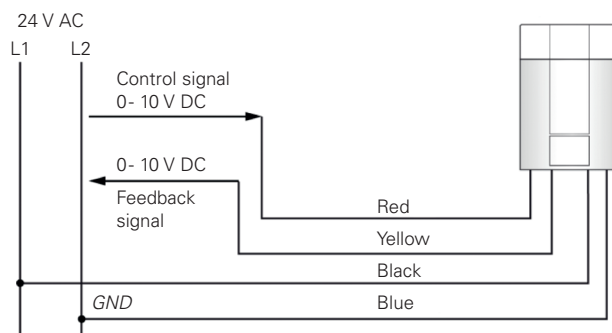 24 V AC
L1 L2
Control signal
0- 10 V DC
0- 10 V DC
Feedback
signal
Red
Yellow
Black
GND Blue